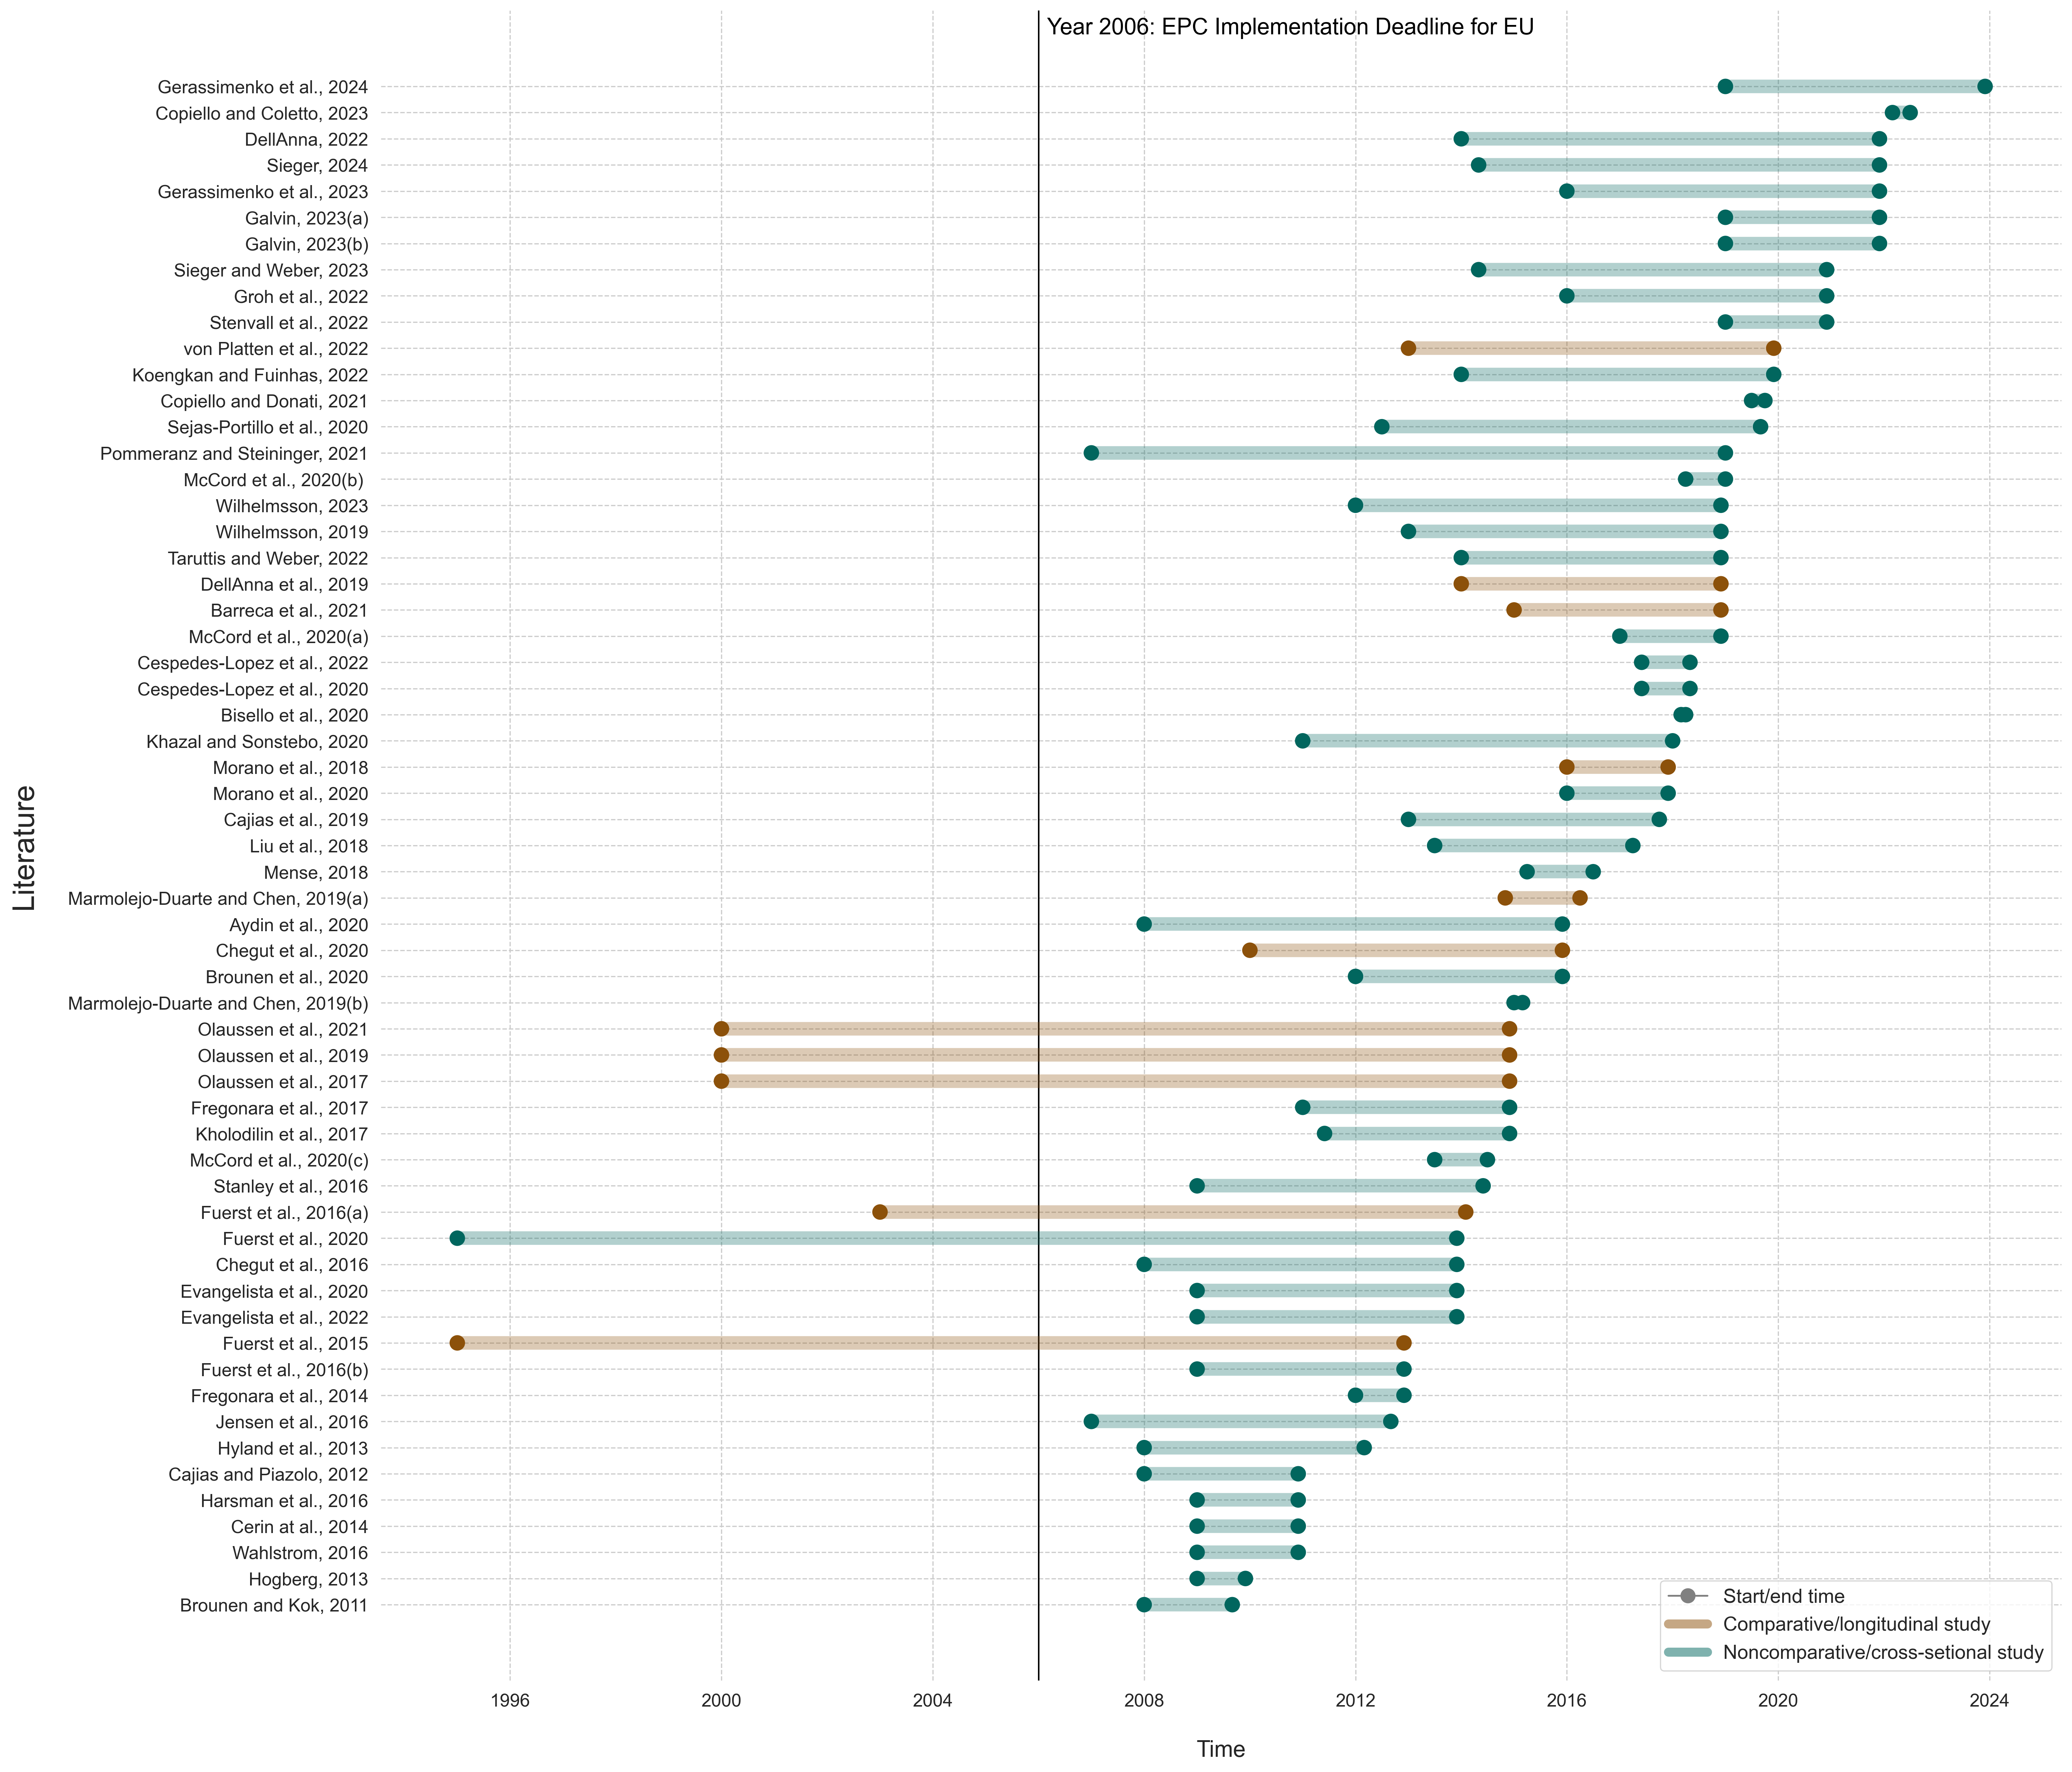 Year 2006: EPC Implementation Deadline for EU
Gerassimenko et al., 2024
Copiello and Coletto, 2023
DellAnna, 2022
Sieger, 2024
Gerassimenko et al., 2023
Galvin, 2023(a)
Galvin, 2023(b)
Sieger and Weber, 2023
Groh et al., 2022
Stenvall et al., 2022
von Platten et al., 2022
Koengkan and Fuinhas, 2022
Copiello and Donati, 2021
Sejas-Portillo et al., 2020
Pommeranz and Steininger, 2021
McCord et al., 2020(b)
Wilhelmsson, 2023
Wilhelmsson, 2019
Taruttis and Weber, 2022
DellAnna et al., 2019
Barreca et al., 2021
McCord et al., 2020(a)
Cespedes-Lopez et al., 2022
Cespedes-Lopez et al., 2020
Bisello et al., 2020
Khazal and Sonstebo, 2020
Morano et al., 2018
Morano et al., 2020
Cajias et al., 2019
Liu et al., 2018
Mense, 2018
Marmolejo-Duarte and Chen, 2019(a)
Aydin et al., 2020
Chegut et al., 2020
Brounen et al., 2020
Marmolejo-Duarte and Chen, 2019(b)
Olaussen et al., 2021
Olaussen et al., 2019
Olaussen et al., 2017
Fregonara et al., 2017
Kholodilin et al., 2017
McCord et al., 2020(c)
Stanley et al., 2016
Fuerst et al., 2016(a)
Fuerst et al., 2020
Chegut et al., 2016
Evangelista et al., 2020
Evangelista et al., 2022
Fuerst et al., 2015
Fuerst et al., 2016(b)
Fregonara et al., 2014
Jensen et al., 2016
Hyland et al., 2013
Cajias and Piazolo, 2012
Harsman et al., 2016
Cerin at al., 2014
Wahlstrom, 2016
Hogberg, 2013
Brounen and Kok, 2011
Literature
Start/end time
Comparative/longitudinal study
Noncomparative/cross-setional study
1996 2000 2004 2008 2012 2016 2020 2024
Time